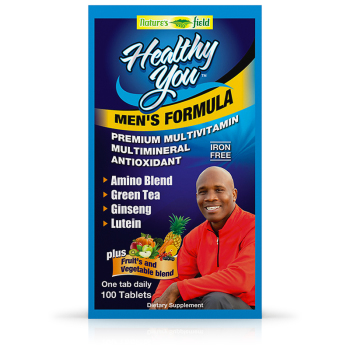 Nature's field
Healthy
You™
MEN'S FORMULA
PREMIUM MULTIVITAMIN
MULTIMINERAL
ANTIOXIDANT
IRON
FREE
Amino Blend
Green Tea
Ginseng
Lutein
plus
Fruit's and
Vegetable blend
One tab daily
100 Tablets
Dietary Supplement